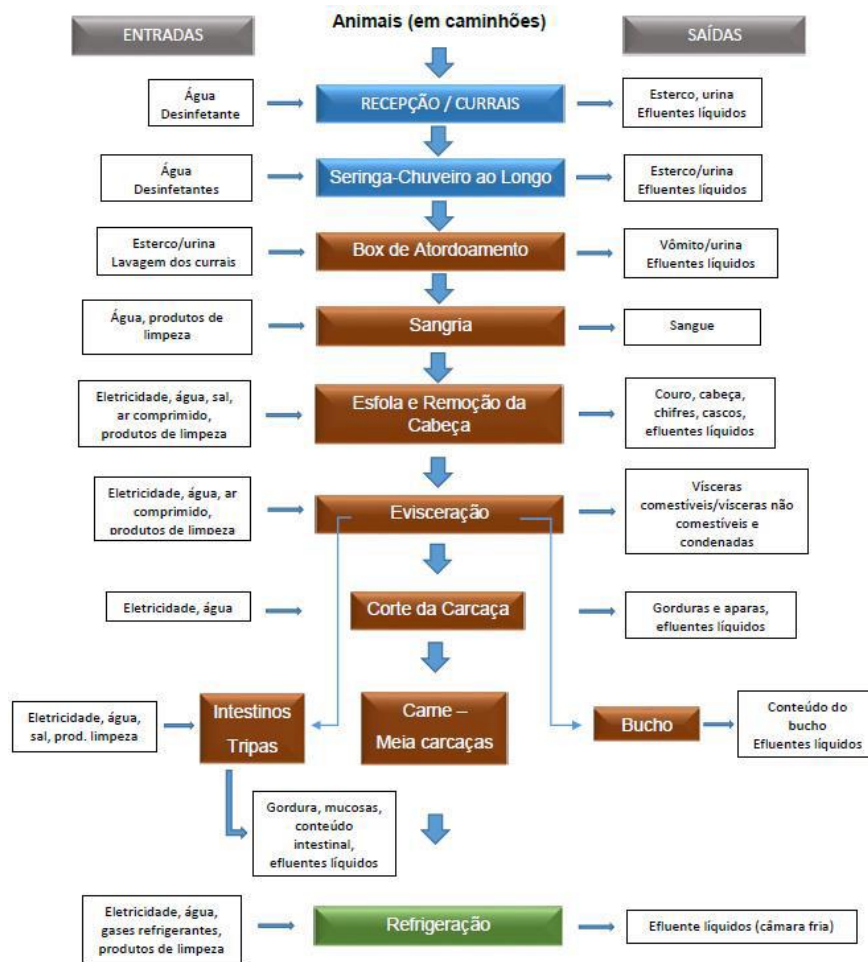 Animais (em caminhões)
ENTRADAS
SAÍDAS
Água
Desinfetante
RECEPÇÃO / CURRAIS
Esterco, urina
Efluentes líquidos
Água
Desinfetantes
Seringa-Chuveiro ao Longo
Esterco/urina
Efluentes líquidos
Esterco/urina
Lavagem dos currais
Box de Atordoamento
Vômito/urina
Efluentes líquidos
Água, produtos de
limpeza
Sangria
Sangue
Eletricidade, água, sal,
ar comprimido,
produtos de limpeza
Esfola e Remoção da
Cabeça
Couro, cabeça,
chifres, cascos,
efluentes líquidos
Eletricidade, água, ar
comprimido,
produtos de limpeza
Evisceração
Vísceras
comestíveis/vísceras não
comestíveis e
condenadas
Eletricidade, água
Corte da Carcaça
Gorduras e aparas,
efluentes líquidos
Eletricidade, água,
sal, prod. limpeza
Intestinos
Tripas
Carne –
Meia carcaças
Bucho
Conteúdo do
bucho
Efluentes líquidos
Gordura, mucosas,
conteúdo
intestinal,
efluentes líquidos
Eletricidade, água,
gases refrigerantes,
produtos de limpeza
Refrigeração
Efluente líquidos (câmara fria)